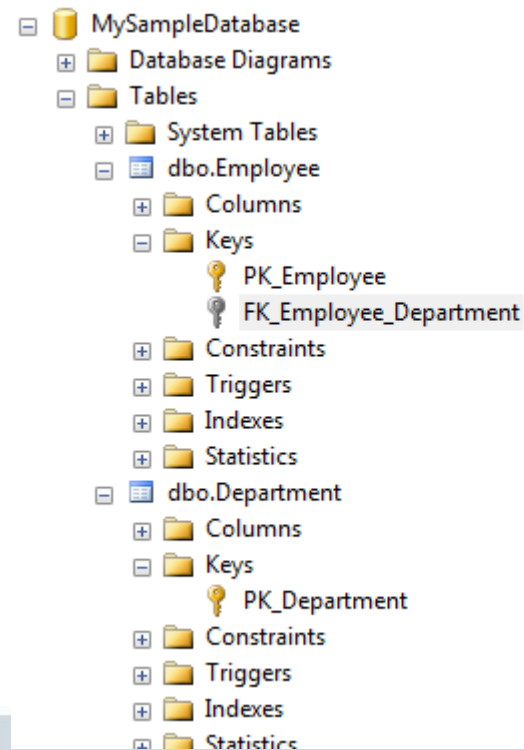 MySampleDatabase
Database Diagrams
Tables
System Tables
dbo.Employee
Columns
Keys
PK_Employee
FK_Employee_Department
Constraints
Triggers
Indexes
Statistics
dbo.Department
Columns
Keys
PK_Department
Constraints
Triggers
Indexes
Statistics